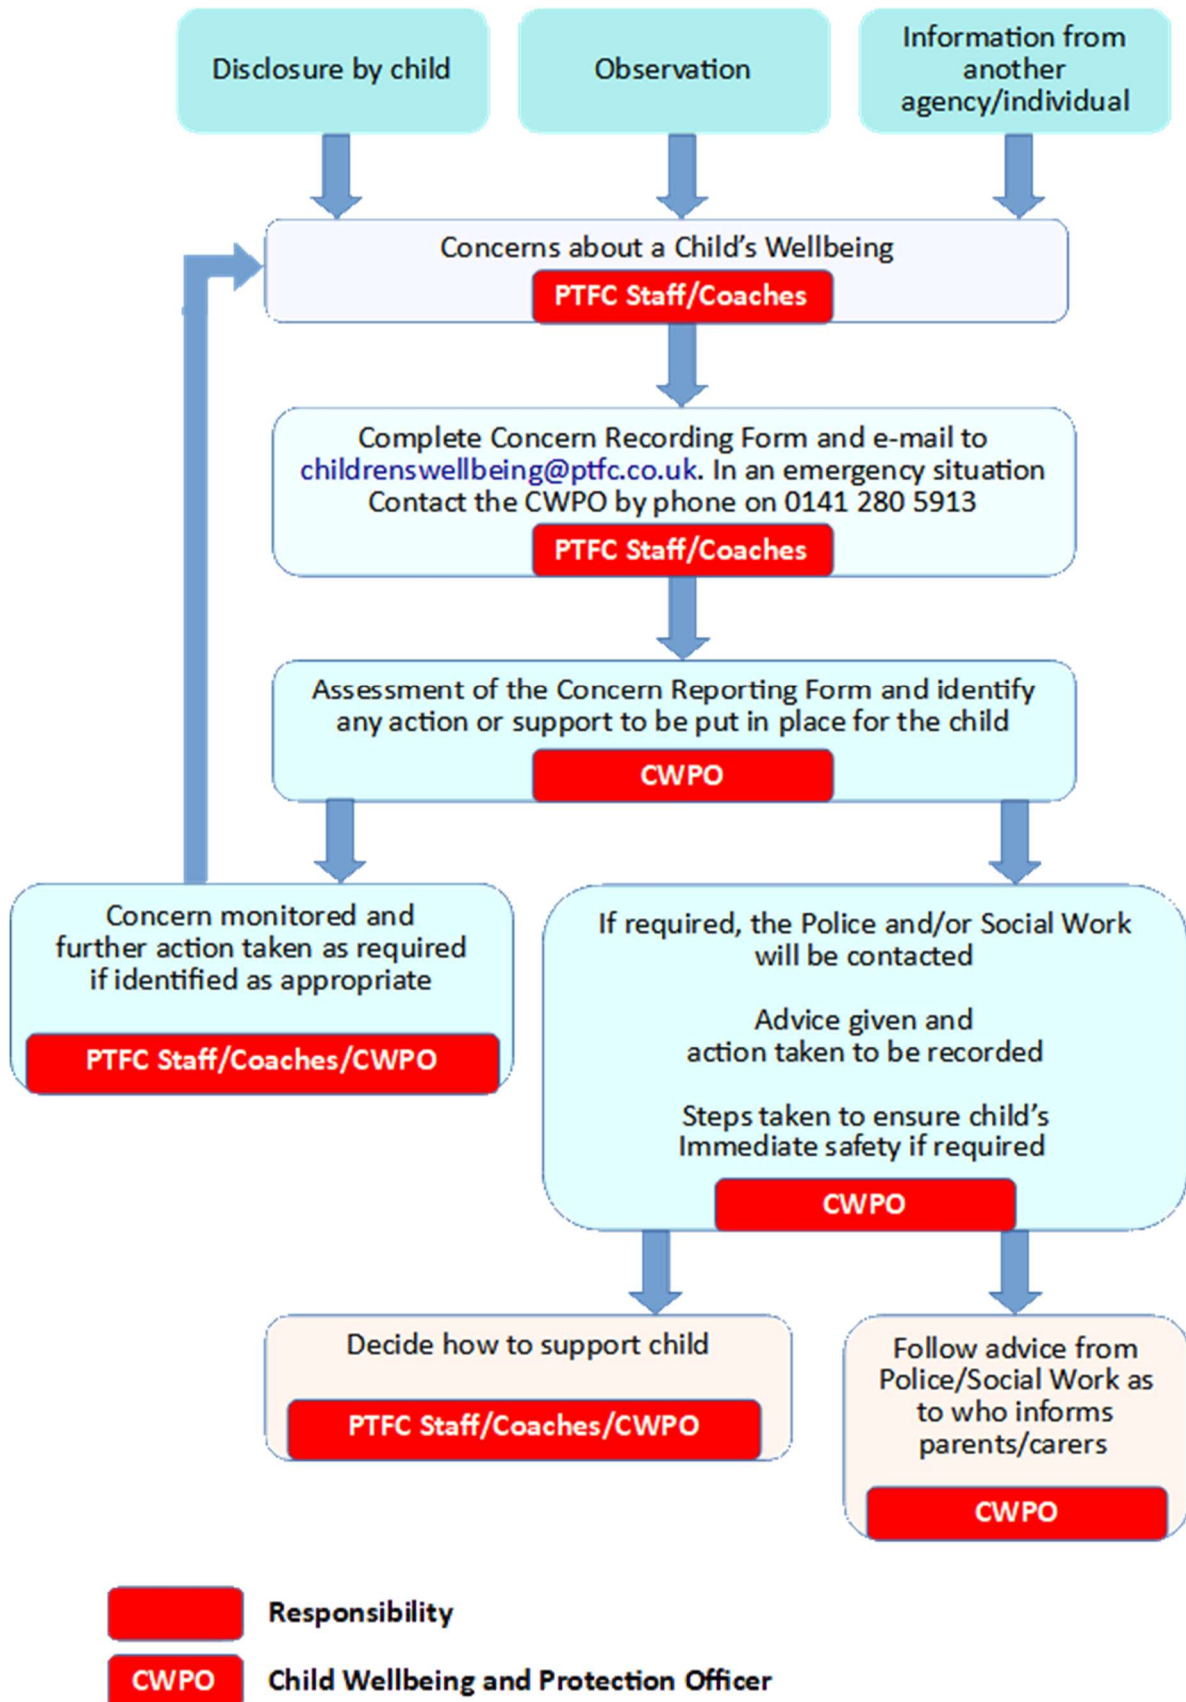 Disclosure by child
Observation
Information from
another
agency/individual
Concerns about a Child's Wellbeing
PTFC Staff/Coaches
Complete Concern Recording Form and e-mail to
childrenswellbeing@ptfc.co.uk. In an emergency situation
Contact the CWPO by phone on 0141 280 5913
PTFC Staff/Coaches
Assessment of the Concern Reporting Form and identify
any action or support to be put in place for the child
CWPO
Concern monitored and
further action taken as required
if identified as appropriate
PTFC Staff/Coaches/CWPO
If required, the Police and/or Social Work
will be contacted
Advice given and
action taken to be recorded
Steps taken to ensure child's
Immediate safety if required
CWPO
Decide how to support child
PTFC Staff/Coaches/CWPO
Follow advice from
Police/Social Work as
to who informs
parents/carers
CWPO
Responsibility
CWPO Child Wellbeing and Protection Officer